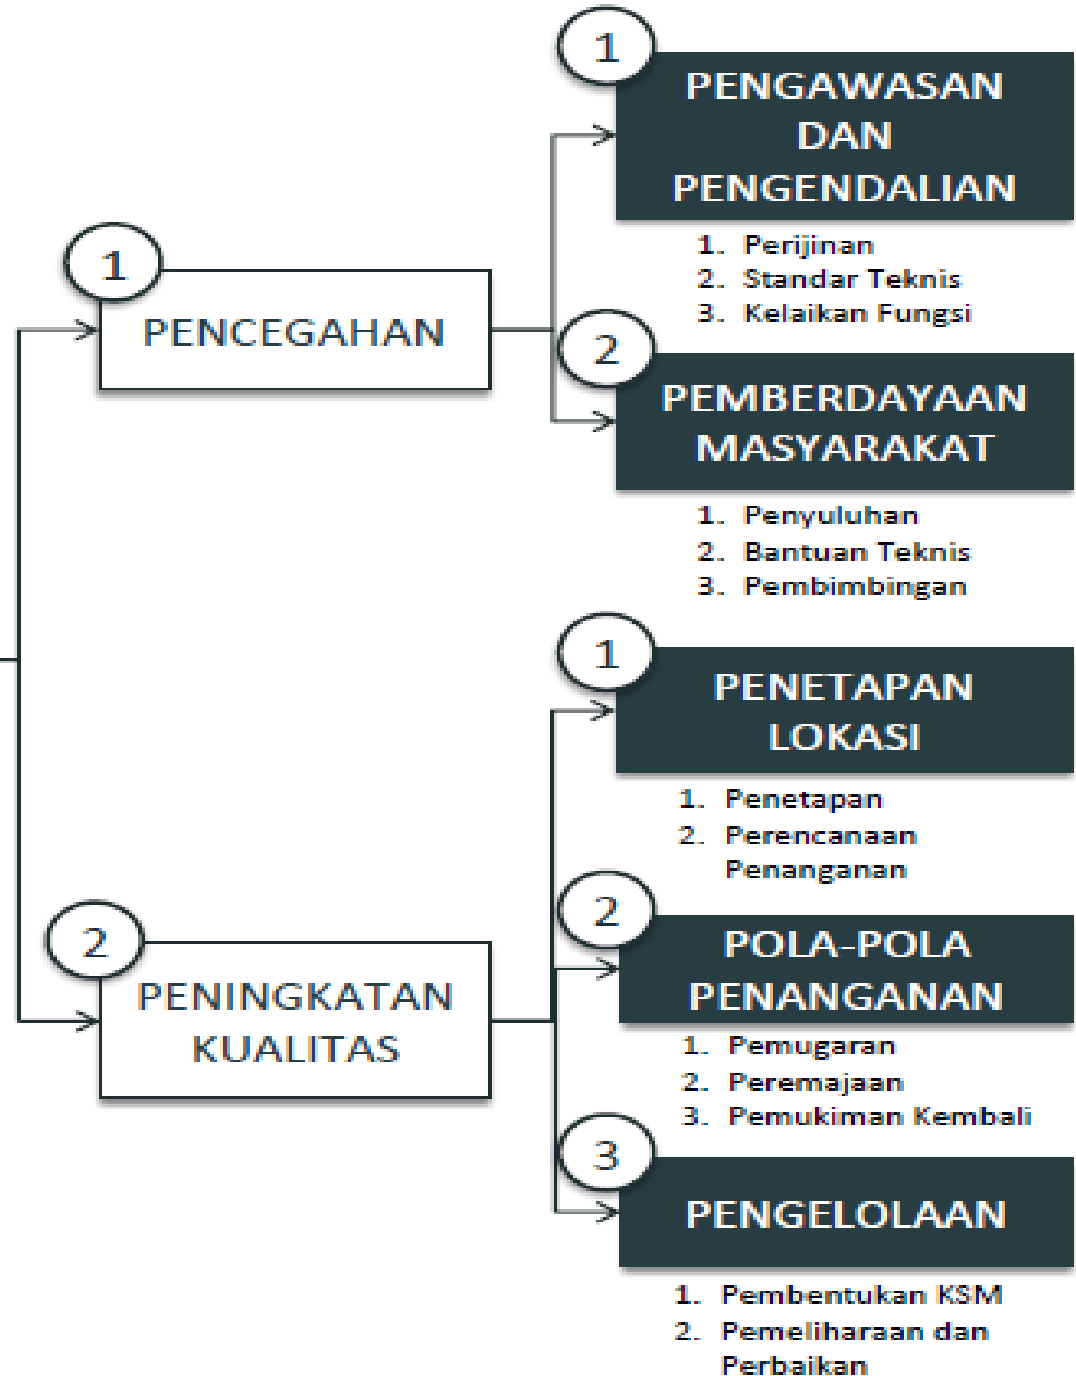 1
PENGAWASAN
DAN
PENGENDALIAN
1. Perijinan
2. Standar Teknis
3. Kelaikan Fungsi
1
PENCEGAHAN
2
PEMBERDAYAAN
MASYARAKAT
1. Penyuluhan
2. Bantuan Teknis
3. Pembimbingan
1
PENETAPAN
LOKASI
1. Penetapan
2. Perencanaan
Penanganan
2
PENINGKATAN
KUALITAS
2
POLA-POLA
PENANGANAN
1. Pemugaran
2. Peremajaan
3. Pemukiman Kembali
3
PENGELOLAAN
1. Pembentukan KSM
2. Pemeliharaan dan
Perbaikan